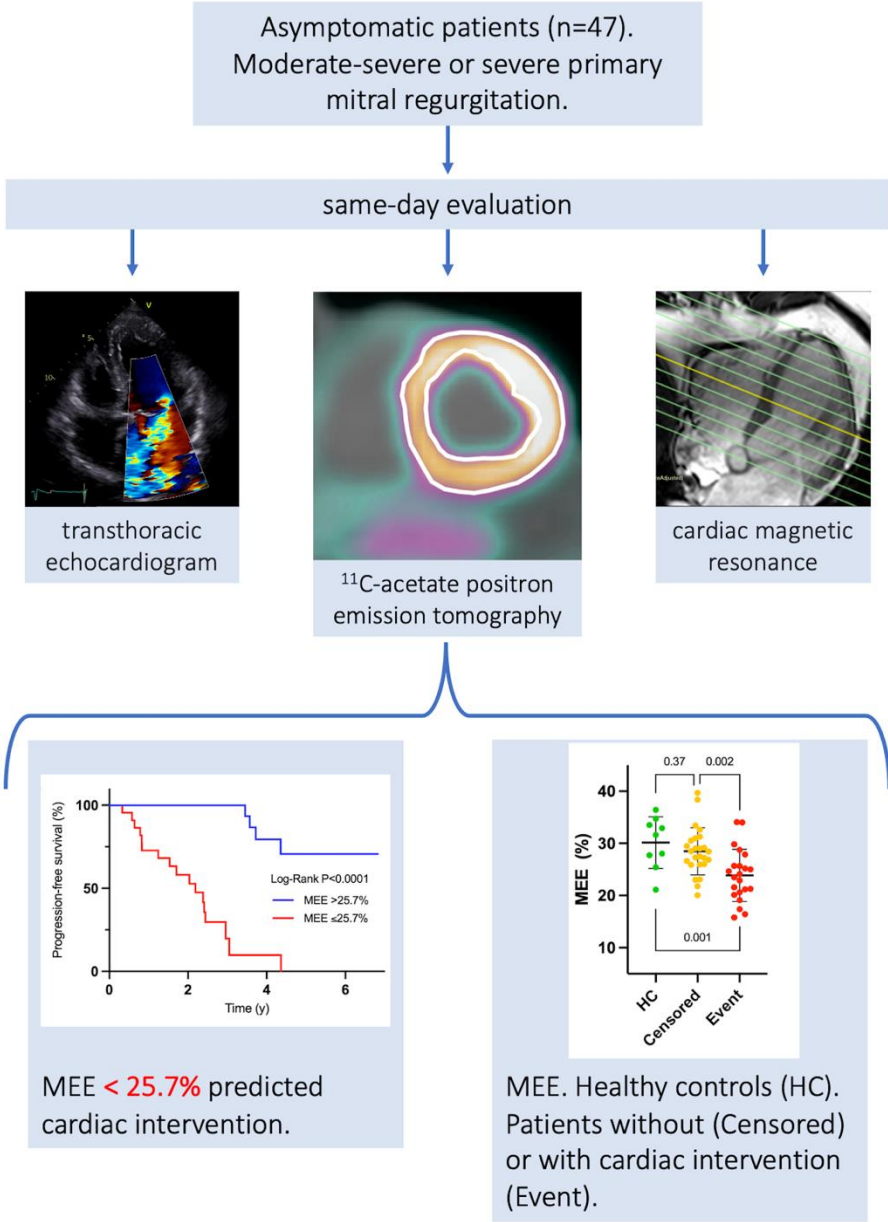 Asymptomatic patients (n=47).
Moderate-severe or severe primary
mitral regurgitation.
same-day evaluation
V
5
10
transthoracic
echocardiogram
¹¹C-acetate positron
emission tomography
wAdjusted
cardiac magnetic
resonance
Progression-free survival (%)
100
50
0
Log-Rank P<0.0001
MEE >25.7%
MEE ≤25.7%
0 2 4 6
Time (y)
MEE < 25.7% predicted
cardiac intervention.
0.37 0.002
MEE (%)
40
30
20
10
0.001
HC
Censored
Event
MEE. Healthy controls (HC).
Patients without (Censored)
or with cardiac intervention
(Event).